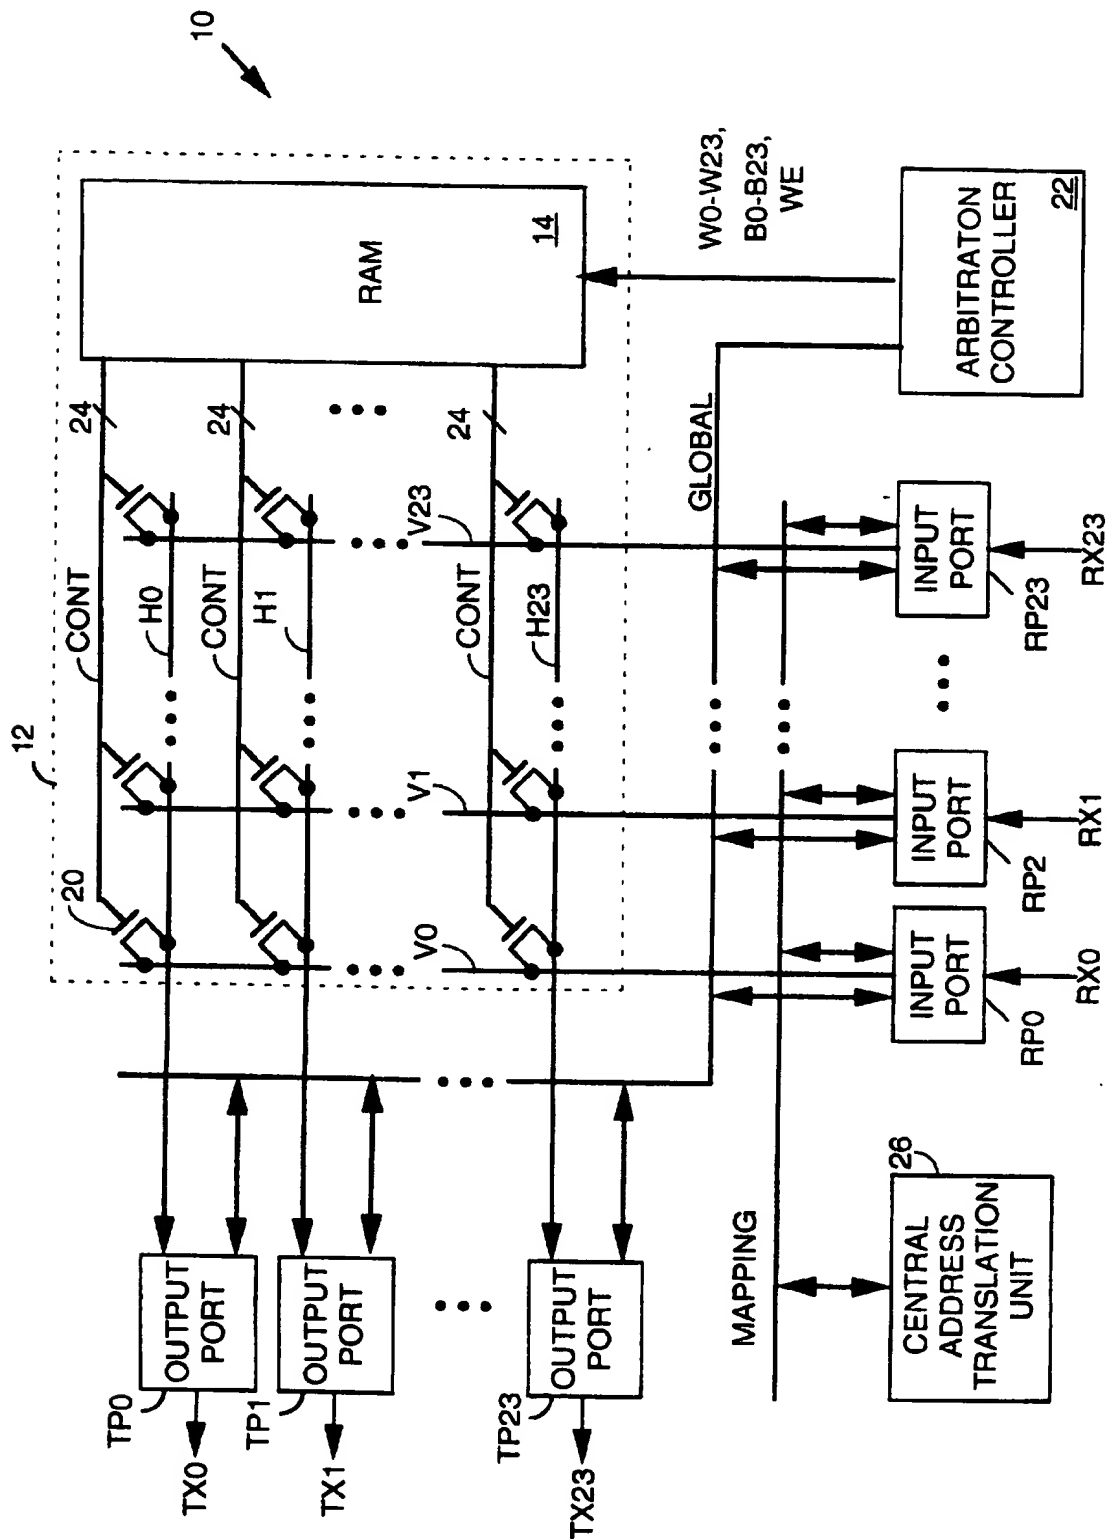 10
12
RAM
14
24
24
24
CONT
H0
CONT
H1
CONT
H23
20
V0
V1
V23
W0-W23,
B0-B23,
WE
GLOBAL
MAPPING
OUTPUT
PORT
TP0
TX0
OUTPUT
PORT
TP1
TX1
OUTPUT
PORT
TP23
TX23
CENTRAL
ADDRESS
TRANSLATION
UNIT
26
INPUT
PORT
RP0
RX0
INPUT
PORT
RP2
RX1
INPUT
PORT
RP23
RX23
ARBITRATON
CONTROLLER
22